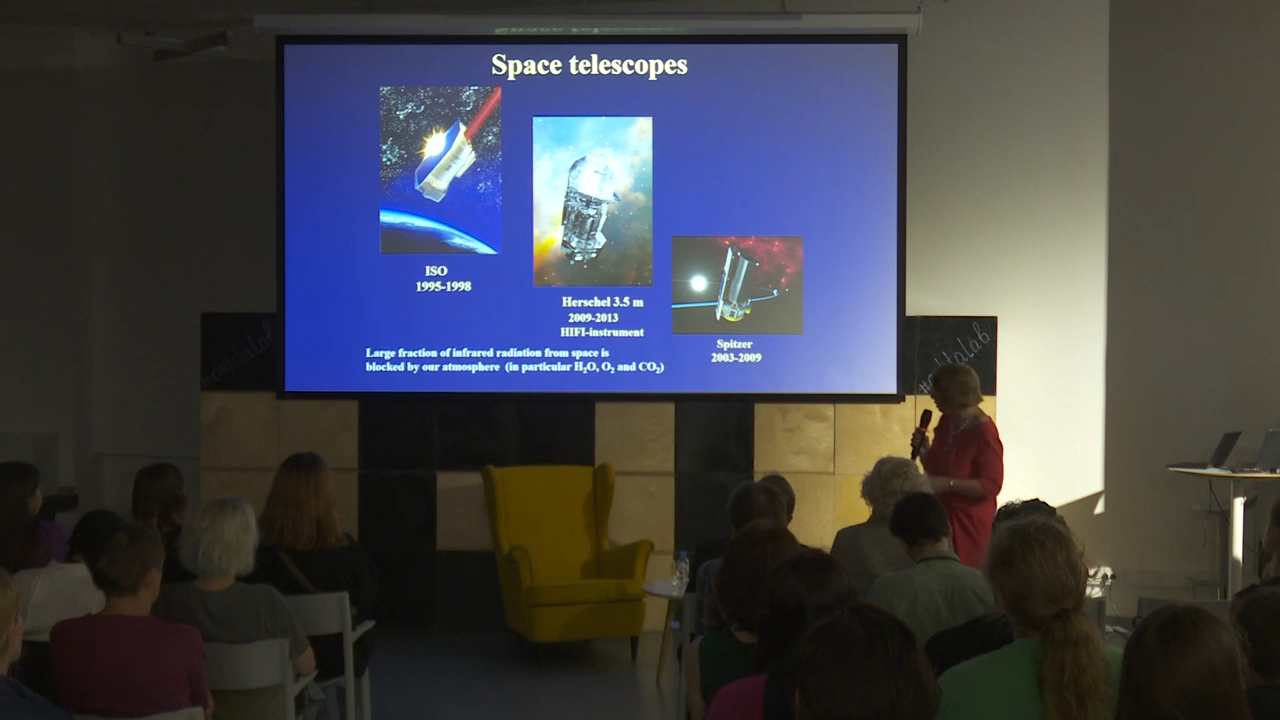 Space telescopes
ISO
1995-1998
Herschel 3.5 m
2009-2013
HIFI-instrument
Spitzer
2003-2009
Large fraction of infrared radiation from space is
blocked by our atmosphere (in particular H₂O, O₂ and CO₂)